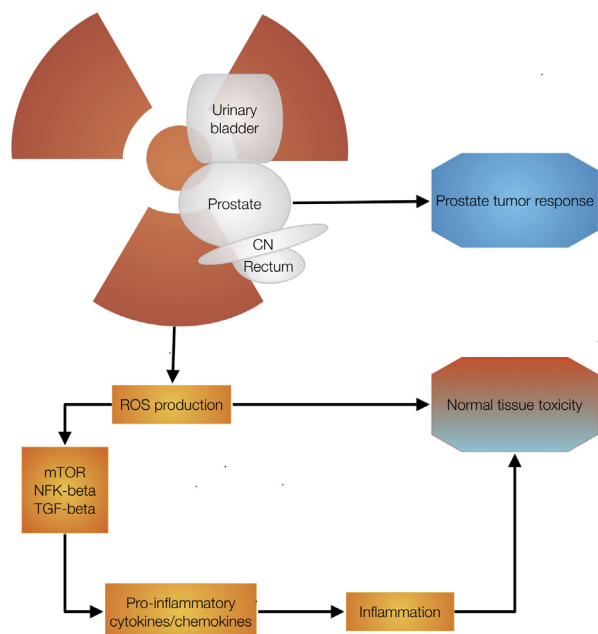 Urinary
bladder
Prostate
Prostate tumor response
CN
Rectum
ROS production
Normal tissue toxicity
mTOR
NFK-beta
TGF-beta
Pro-inflammatory
cytokines/chemokines
Inflammation